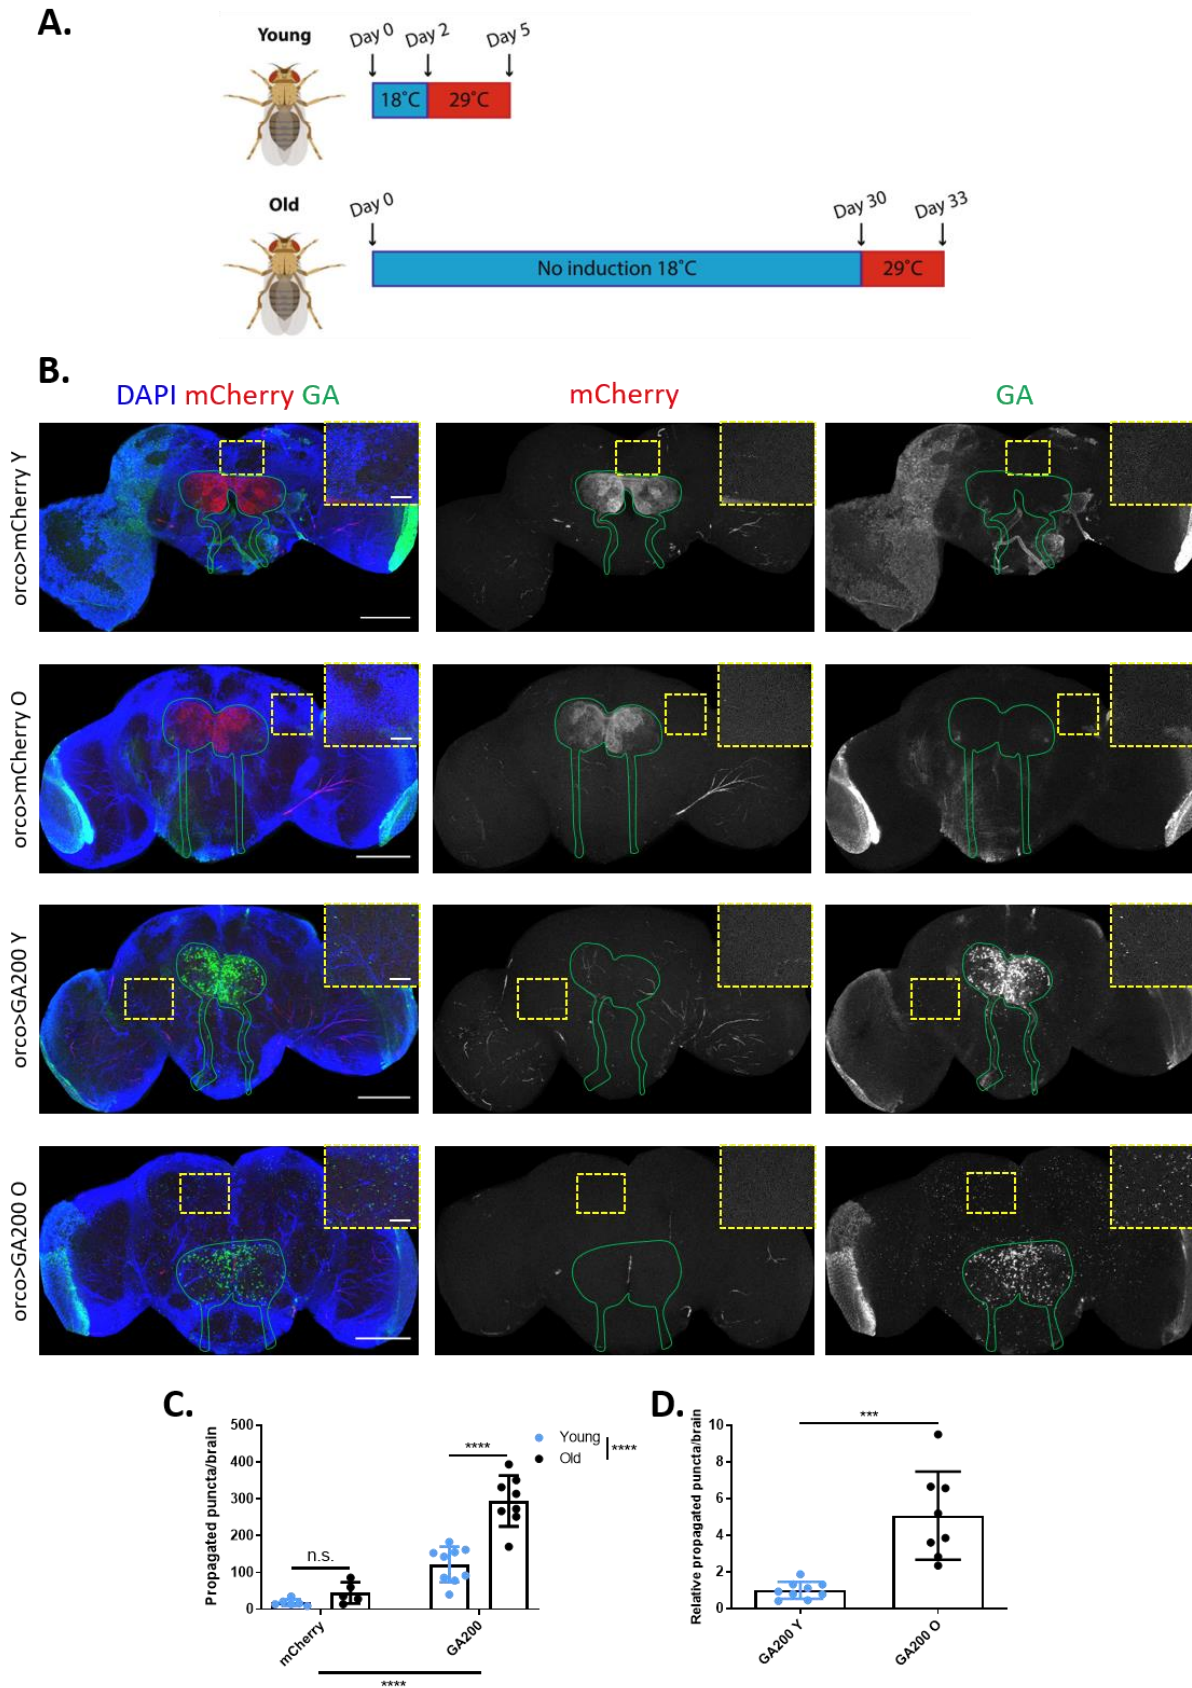 A.
Young
Day 0 Day 2 Day 5
18°C 29°C
Old
Day 0 Day 30 Day 33
No induction 18°C 29°C
B.
DAPI mCherry GA mCherry GA
orco>mCherry Y
orco>mCherry O
orco>GA200 Y
orco>GA200 O
C.
Propagated puncta/brain
500
400
300
200
100
0
n.s.
****
Young
Old
****
mCherry
GA200
****
D.
Relative propagated puncta/brain
10
8
6
4
2
0
***
GA200 Y
GA200 O